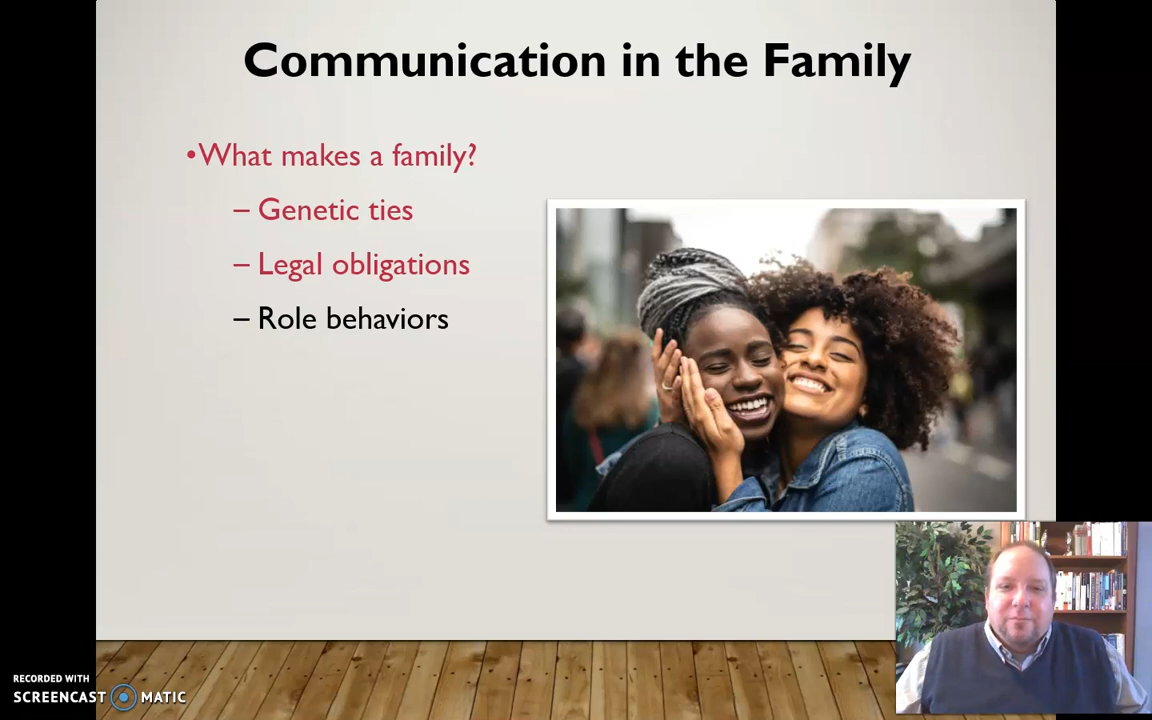 Communication in the Family
•What makes a family?
– Genetic ties
– Legal obligations
– Role behaviors
RECORDED WITH
SCREENCAST MATIC